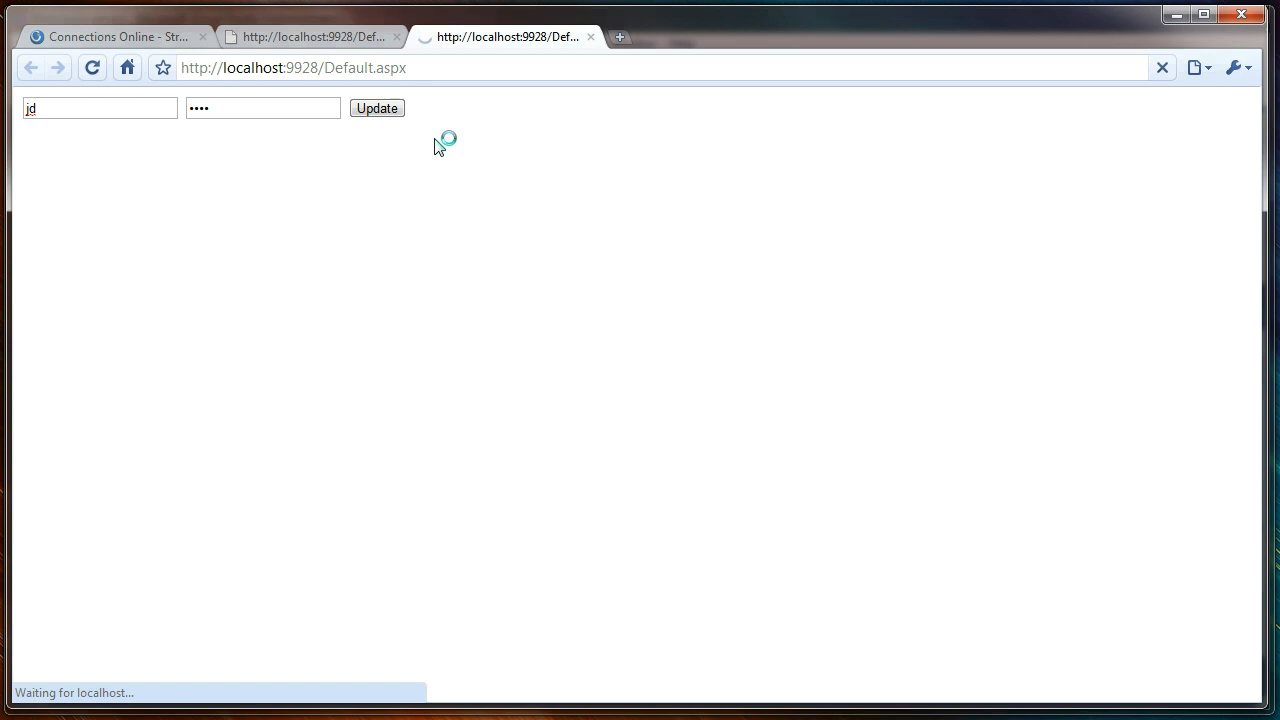 Connections Online - Str...
http://localhost:9928/Def...
http://localhost:9928/Def...
http://localhost:9928/Default.aspx
jd
••••
Update
Waiting for localhost...